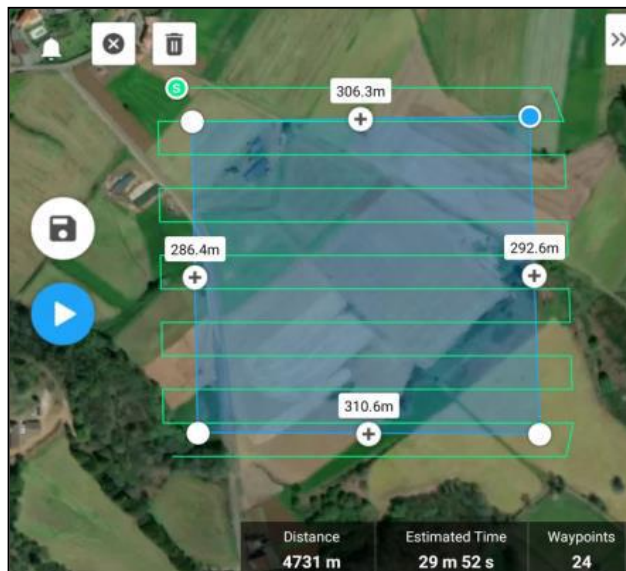 S
306.3m
286.4m
292.6m
310.6m
Distance
Estimated Time
Waypoints
4731 m
29 m 52 s
24